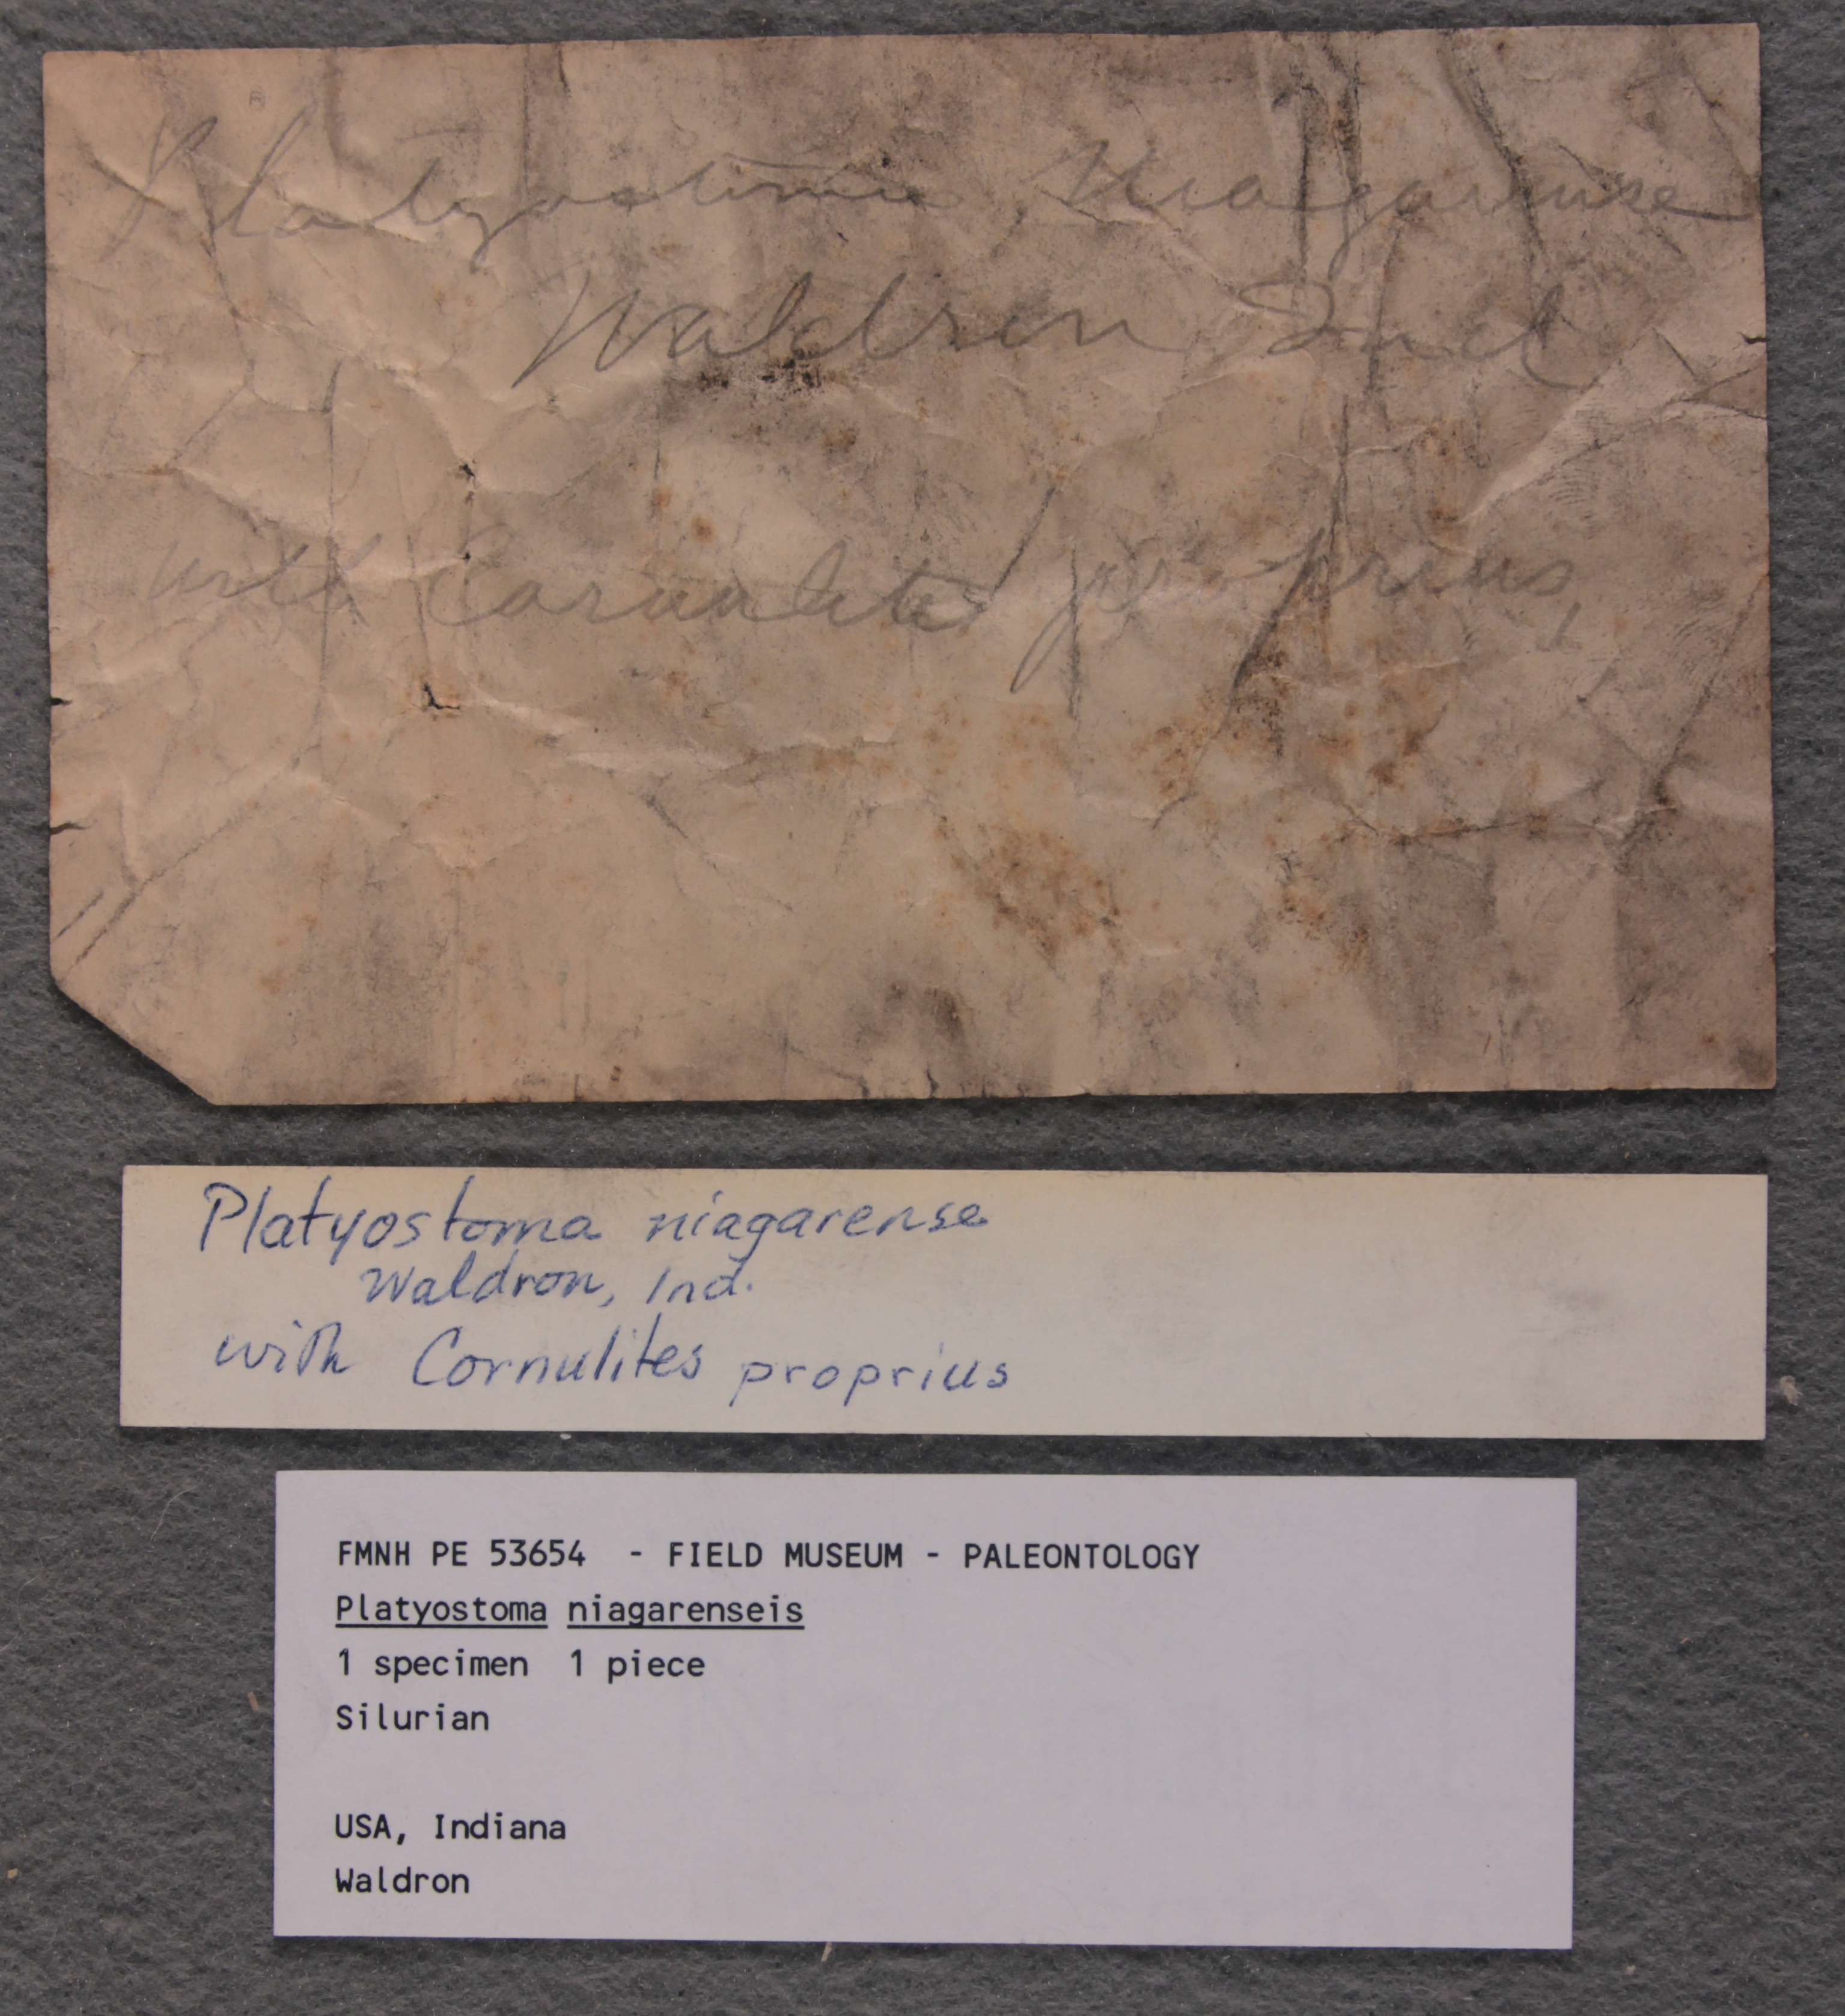 Platyostoma, Niagarense
Waldron, Ind
with Cornulites proprius,
Platyostoma niagarense
Waldron, Ind.
with Cornulites proprius
FMNH PE 53654 - FIELD MUSEUM - PALEONTOLOGY
Platyostoma niagarenseis
1 specimen 1 piece
Silurian
USA, Indiana
Waldron